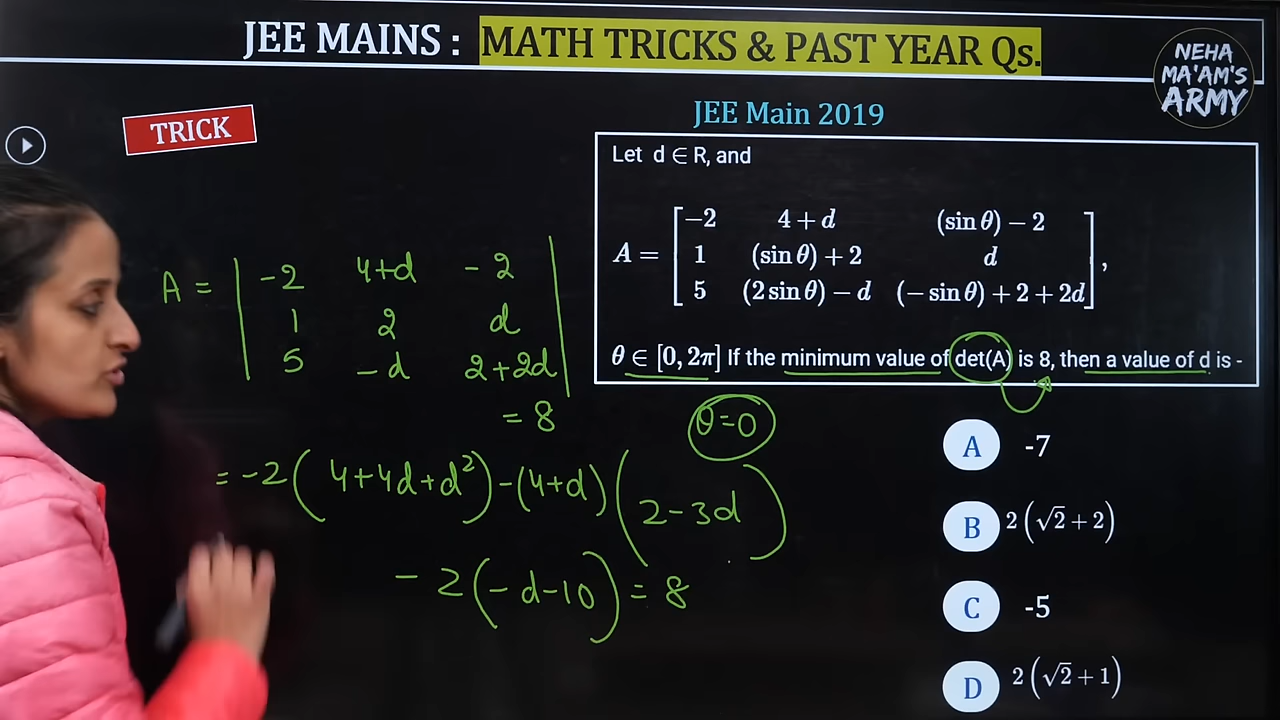 JEE MAINS : MATH TRICKS & PAST YEAR Qs.
NEHA
MA'AM'S
ARMY
TRICK
JEE Main 2019
Let d ∈ R, and
A = [ −2 4 + d (sin θ) − 2
1 (sin θ) + 2 d
5 (2 sin θ) − d (− sin θ) + 2 + 2d ] ,
θ ∈ [0, 2π] If the minimum value of det(A) is 8, then a value of d is -
A = | -2 4+d -2
1 2 d
5 -d 2+2d |
= 8
θ=0
= -2 ( 4+4d+d² ) - (4+d) ( 2-3d )
- 2 ( -d-10 ) = 8
A -7
B 2 (√2 + 2)
C -5
D 2 (√2 + 1)